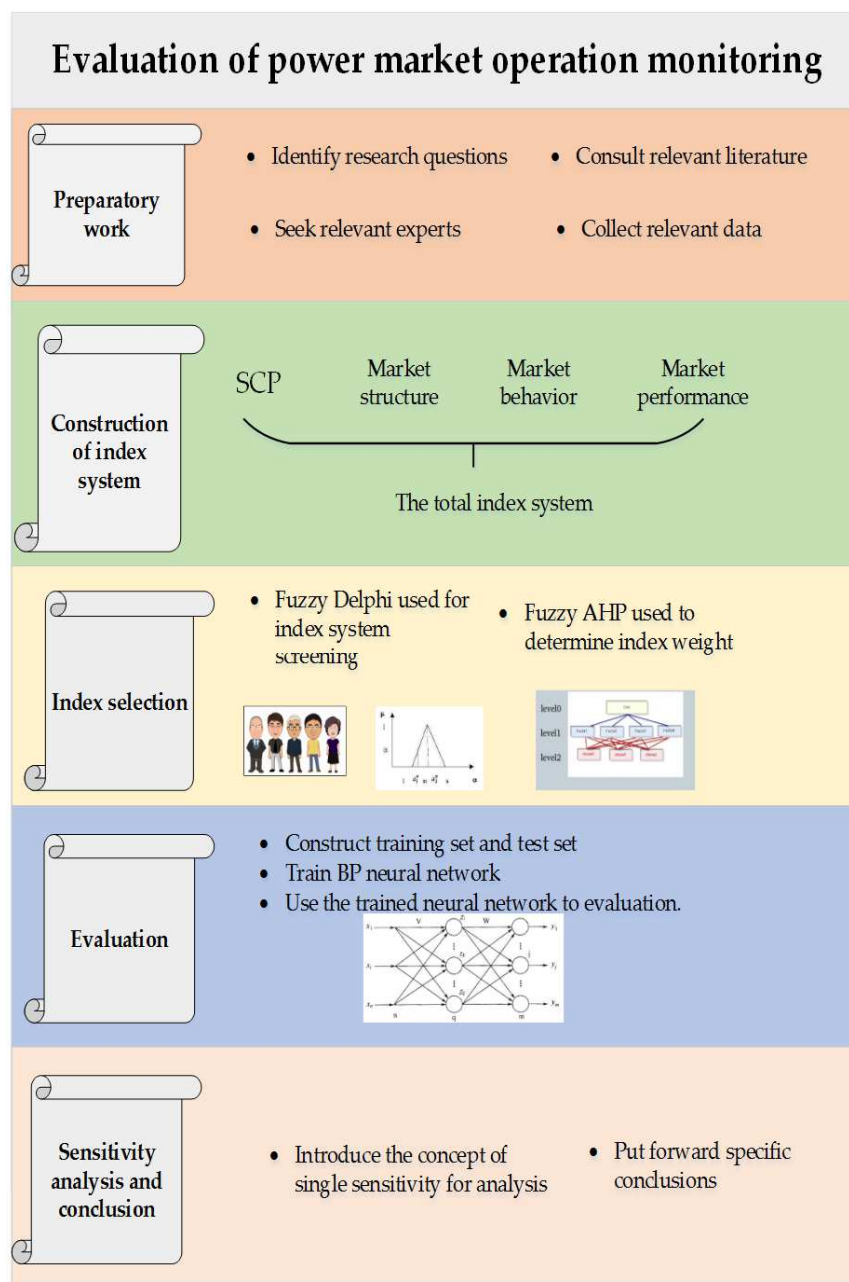 Evaluation of power market operation monitoring
Preparatory
work
• Identify research questions
• Consult relevant literature
• Seek relevant experts
• Collect relevant data
Construction
of index
system
SCP
Market
structure
Market
behavior
Market
performance
The total index system
Index selection
• Fuzzy Delphi used for
index system
screening
• Fuzzy AHP used to
determine index weight
level0
level1
level2
Evaluation
• Construct training set and test set
• Train BP neural network
• Use the trained neural network to evaluation.
V
W
n
q
m
Sensitivity
analysis and
conclusion
• Introduce the concept of
single sensitivity for analysis
• Put forward specific
conclusions